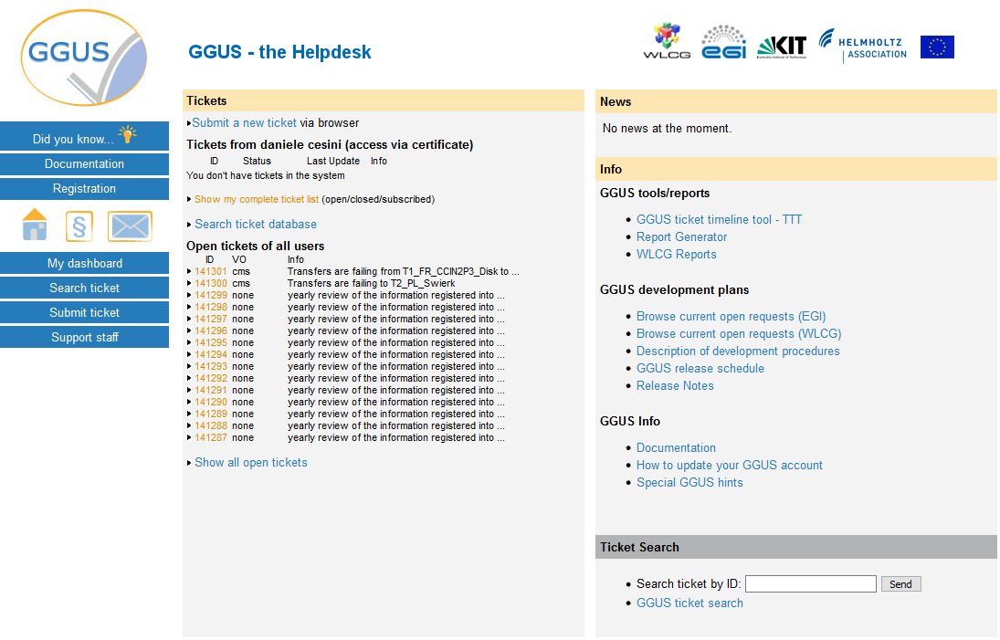 GGUS
GGUS - the Helpdesk
WLCG
egi
KIT
Karlsruhe Institute of Technology
HELMHOLTZ
ASSOCIATION
Did you know...
Documentation
Registration
§
My dashboard
Search ticket
Submit ticket
Support staff
Tickets
Submit a new ticket via browser
Tickets from daniele cesini (access via certificate)
ID Status Last Update Info
You don't have tickets in the system
Show my complete ticket list (open/closed/subscribed)
Search ticket database
Open tickets of all users
ID VO Info
141301 cms Transfers are failing from T1_FR_CCIN2P3_Disk to ...
141300 cms Transfers are failing to T2_PL_Swierk
141299 none yearly review of the information registered into ...
141298 none yearly review of the information registered into ...
141297 none yearly review of the information registered into ...
141296 none yearly review of the information registered into ...
141295 none yearly review of the information registered into ...
141294 none yearly review of the information registered into ...
141293 none yearly review of the information registered into ...
141292 none yearly review of the information registered into ...
141291 none yearly review of the information registered into ...
141290 none yearly review of the information registered into ...
141289 none yearly review of the information registered into ...
141288 none yearly review of the information registered into ...
141287 none yearly review of the information registered into ...
Show all open tickets
News
No news at the moment.
Info
GGUS tools/reports
GGUS ticket timeline tool - TTT
Report Generator
WLCG Reports
GGUS development plans
Browse current open requests (EGI)
Browse current open requests (WLCG)
Description of development procedures
GGUS release schedule
Release Notes
GGUS Info
Documentation
How to update your GGUS account
Special GGUS hints
Ticket Search
Search ticket by ID: Send
GGUS ticket search